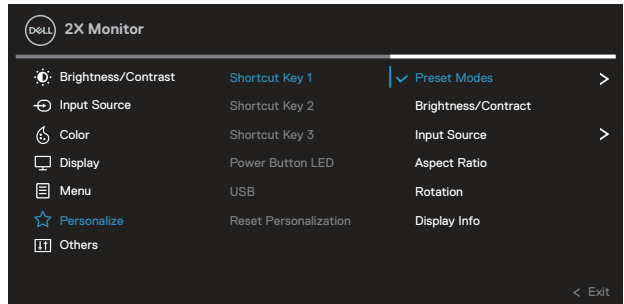 DELL 2X Monitor
Brightness/Contrast Shortcut Key 1 Preset Modes >
Input Source Shortcut Key 2 Brightness/Contract
Color Shortcut Key 3 Input Source >
Display Power Button LED Aspect Ratio
Menu USB Rotation
Personalize Reset Personalization Display Info
Others
< Exit